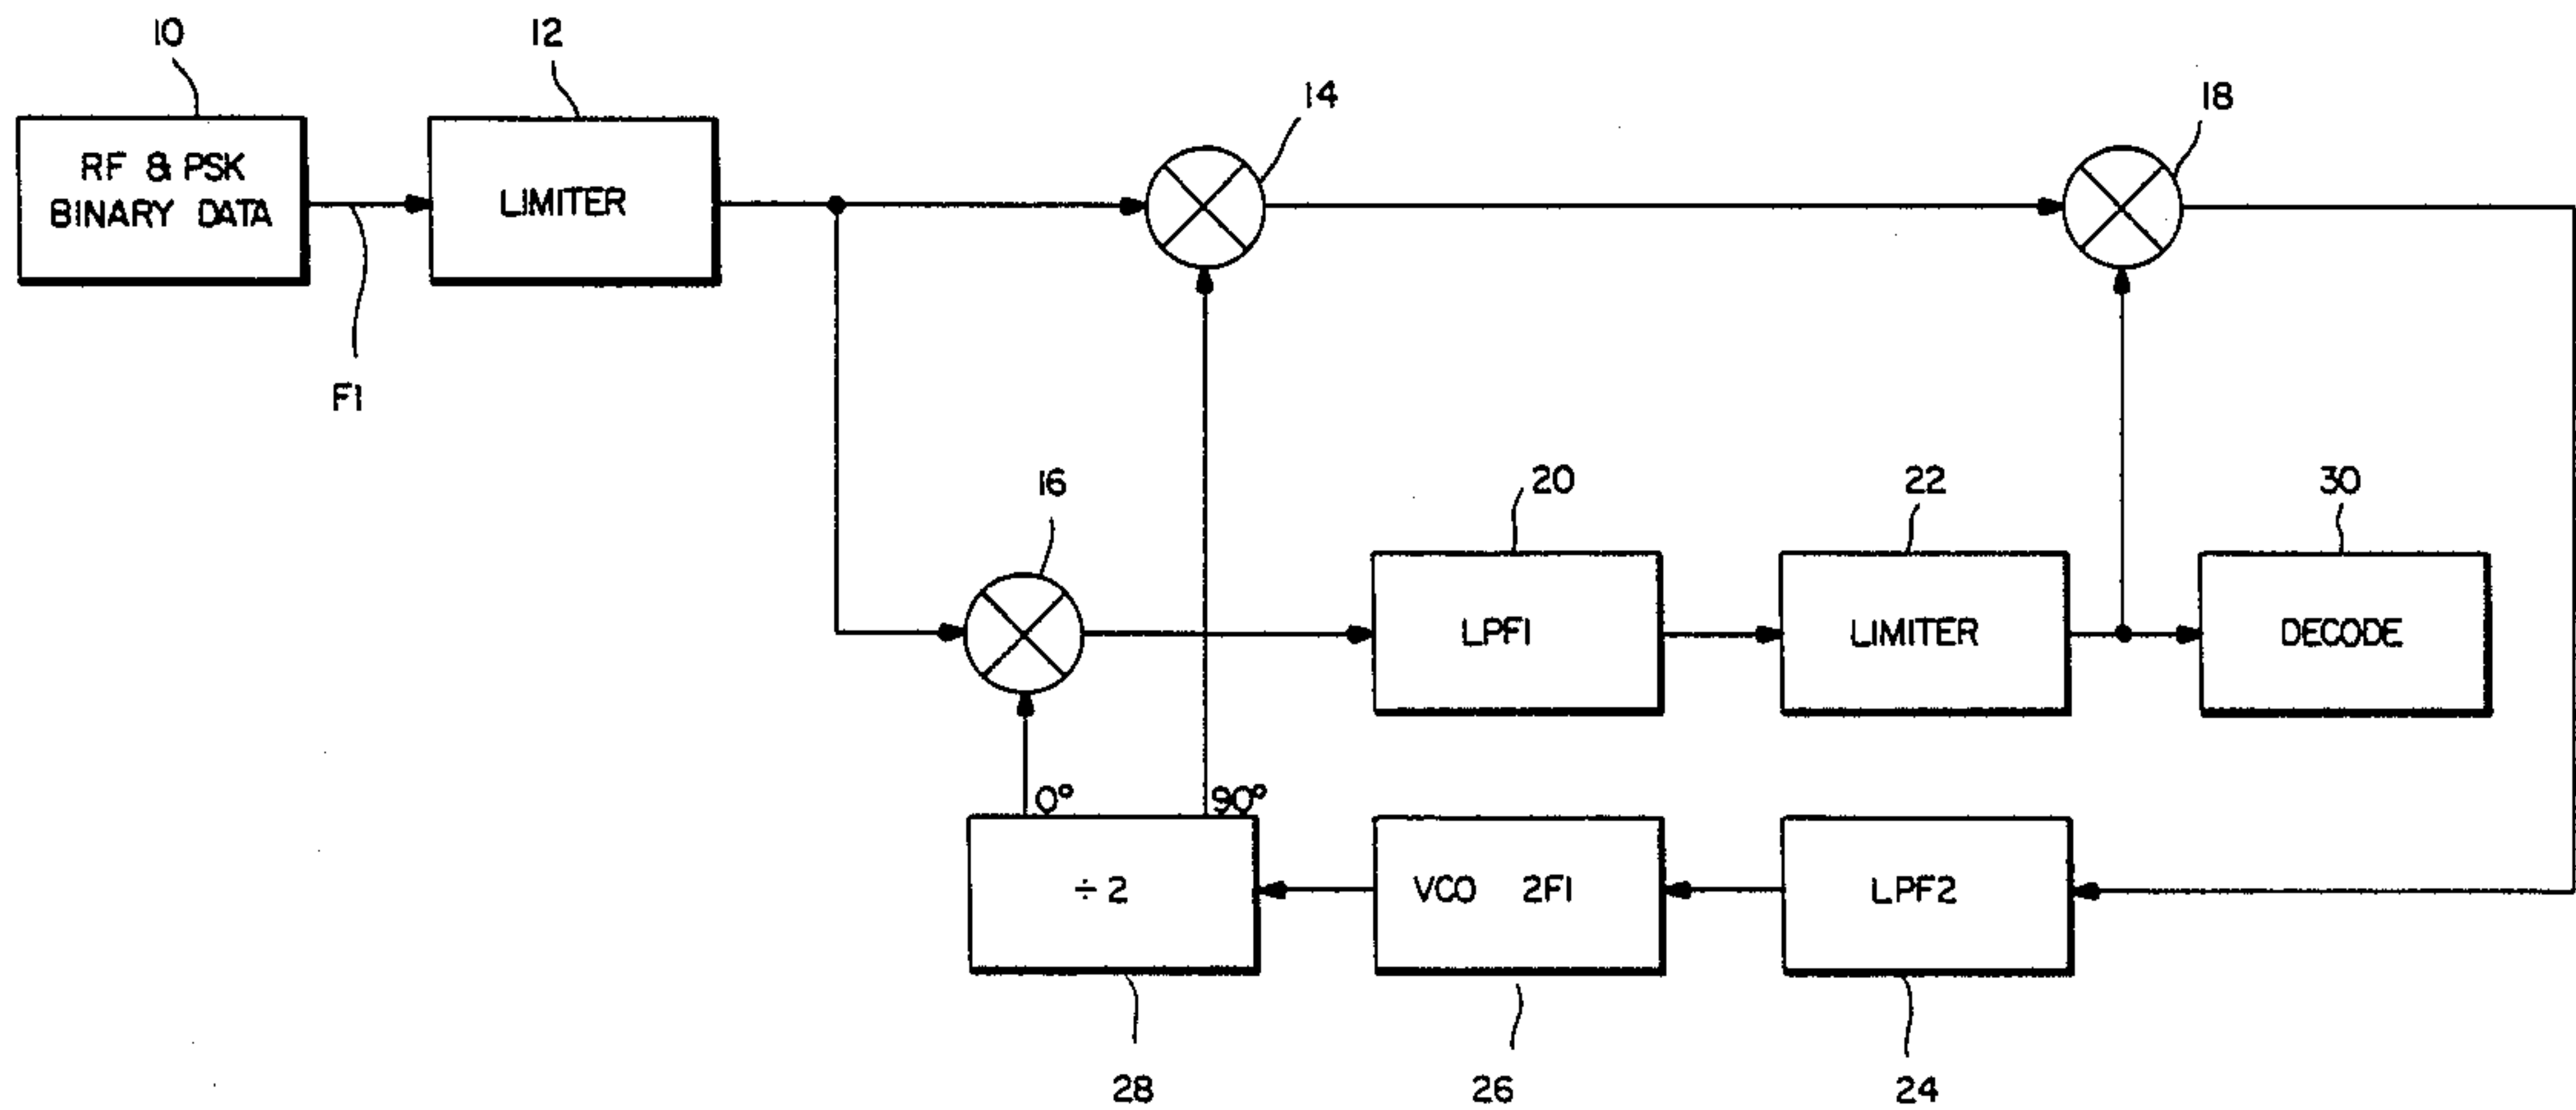 10
12
14
18
RF & PSK
BINARY DATA
LIMITER
F1
16
20
22
30
LPF1
LIMITER
DECODE
0°
90°
÷2
VCO 2F1
LPF2
28
26
24